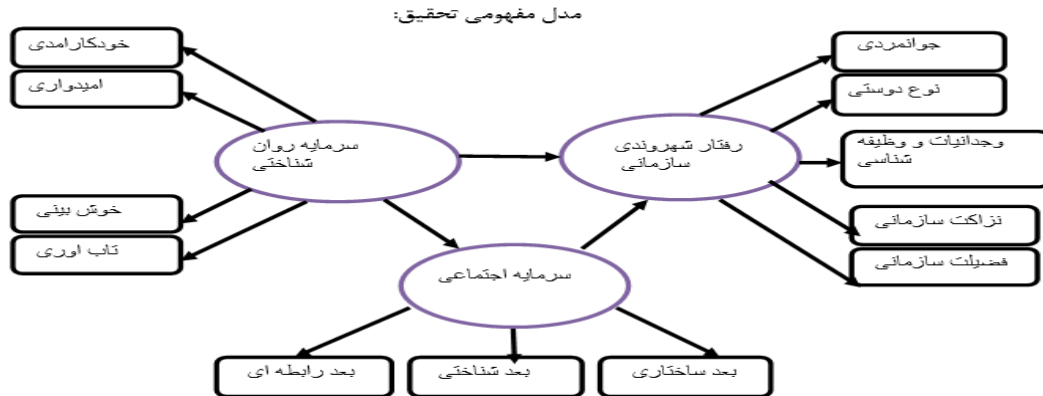 مدل مفهومی تحقیق:
جوانمردی
نوع دوستی
وجدانیات و وظیفه
شناسی
نزاکت سازمانی
فضیلت سازمانی
رفتار شهروندی
سازمانی
سرمایه روان
شناختی
خودکارامدی
امیدواری
خوش بینی
تاب اوری
سرمایه اجتماعی
بعد ساختاری
بعد شناختی
بعد رابطه ای